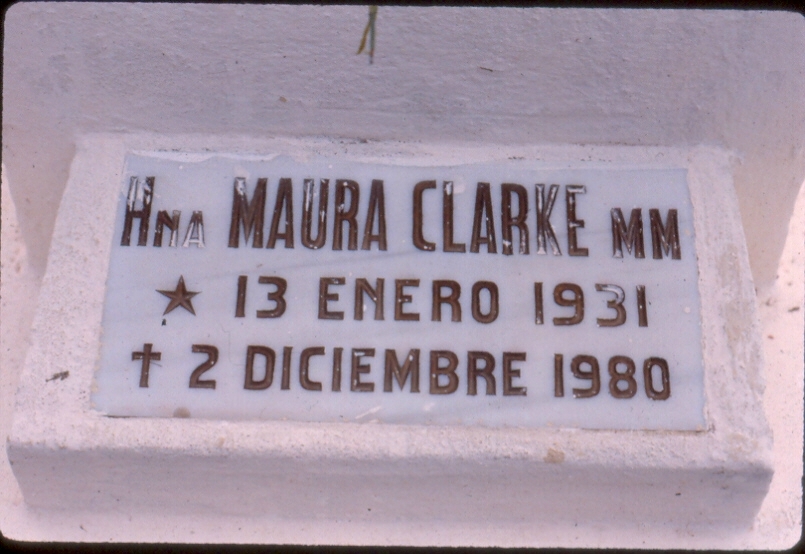 Hna MAURA CLARKE MM
★ 13 ENERO 1931
✝ 2 DICIEMBRE 1980